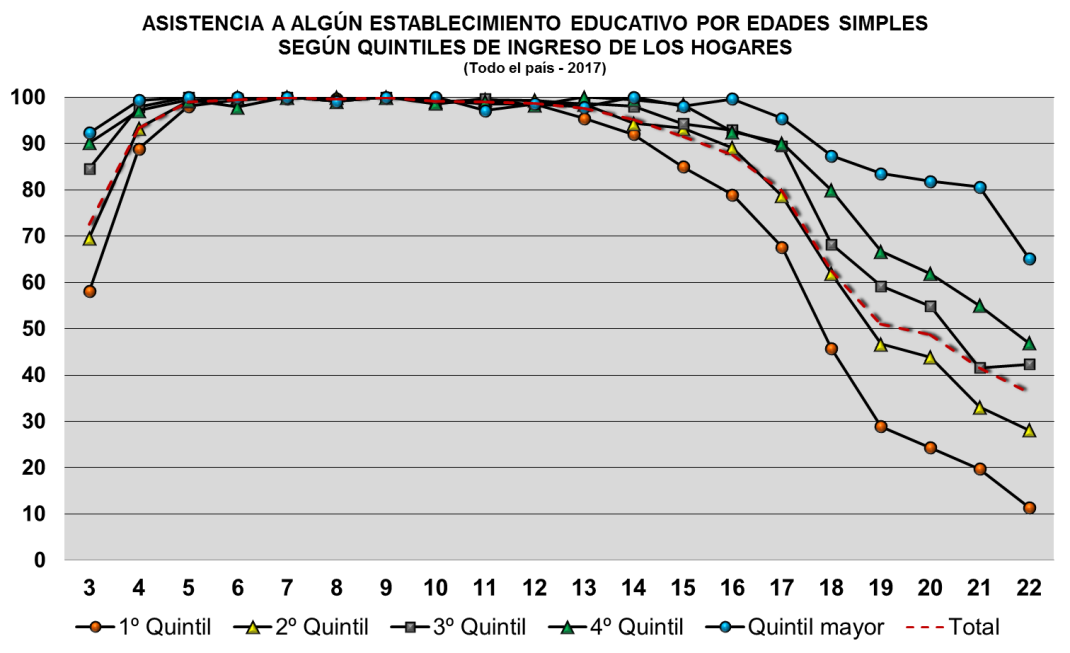 ASISTENCIA A ALGÚN ESTABLECIMIENTO EDUCATIVO POR EDADES SIMPLES
SEGÚN QUINTILES DE INGRESO DE LOS HOGARES
(Todo el país - 2017)
100
90
80
70
60
50
40
30
20
10
0
3 4 5 6 7 8 9 10 11 12 13 14 15 16 17 18 19 20 21 22
1º Quintil 2º Quintil 3º Quintil 4º Quintil Quintil mayor Total